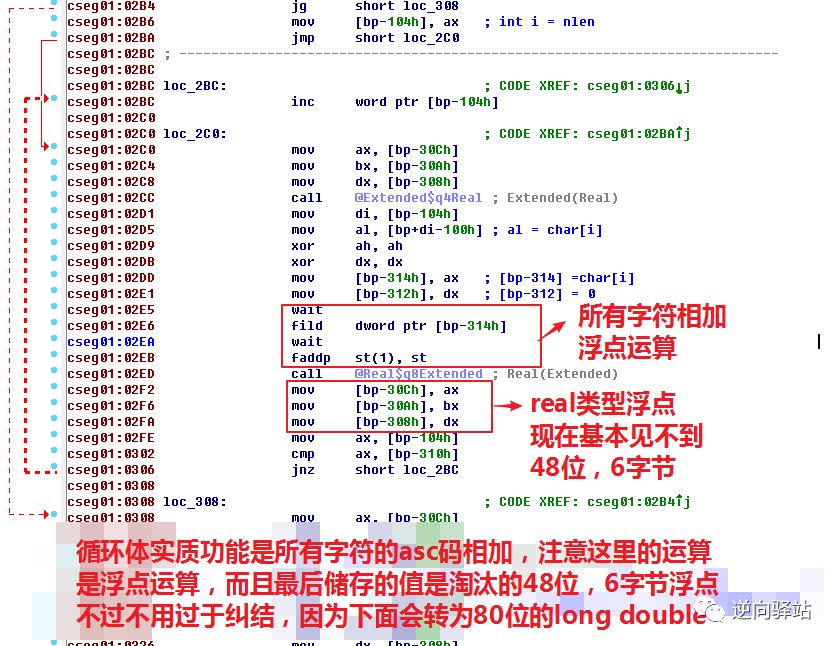 cseg01:02B4 jg short loc_308
cseg01:02B6 mov [bp-104h], ax ; int i = nlen
cseg01:02BA jmp short loc_2C0
cseg01:02BC ; ---------------------------------------------------------------------------
cseg01:02BC
cseg01:02BC loc_2BC: ; CODE XREF: cseg01:0306↓j
cseg01:02BC inc word ptr [bp-104h]
cseg01:02C0
cseg01:02C0 loc_2C0: ; CODE XREF: cseg01:02BA↑j
cseg01:02C0 mov ax, [bp-30Ch]
cseg01:02C4 mov bx, [bp-30Ah]
cseg01:02C8 mov dx, [bp-308h]
cseg01:02CC call @Extended$q4Real ; Extended(Real)
cseg01:02D1 mov di, [bp-104h]
cseg01:02D5 mov al, [bp+di-100h] ; al = char[i]
cseg01:02D9 xor ah, ah
cseg01:02DB xor dx, dx
cseg01:02DD mov [bp-314h], ax ; [bp-314] =char[i]
cseg01:02E1 mov [bp-312h], dx ; [bp-312] = 0
cseg01:02E5 wait
cseg01:02E6 fild dword ptr [bp-314h]
cseg01:02EA wait
cseg01:02EB faddp st(1), st
cseg01:02ED call @Real$q8Extended ; Real(Extended)
cseg01:02F2 mov [bp-30Ch], ax
cseg01:02F6 mov [bp-30Ah], bx
cseg01:02FA mov [bp-308h], dx
cseg01:02FE mov ax, [bp-104h]
cseg01:0302 cmp ax, [bp-310h]
cseg01:0306 jnz short loc_2BC
cseg01:0308
cseg01:0308 loc_308: ; CODE XREF: cseg01:02B4↑j
cseg01:0308 mov ax, [bp-30Ch]
所有字符相加
浮点运算
real类型浮点
现在基本见不到
48位，6字节
循环体实质功能是所有字符的asc码相加，注意这里的运算
是浮点运算，而且最后储存的值是淘汰的48位，6字节浮点
不过不用过于纠结，因为下面会转为80位的long double
逆向驿站